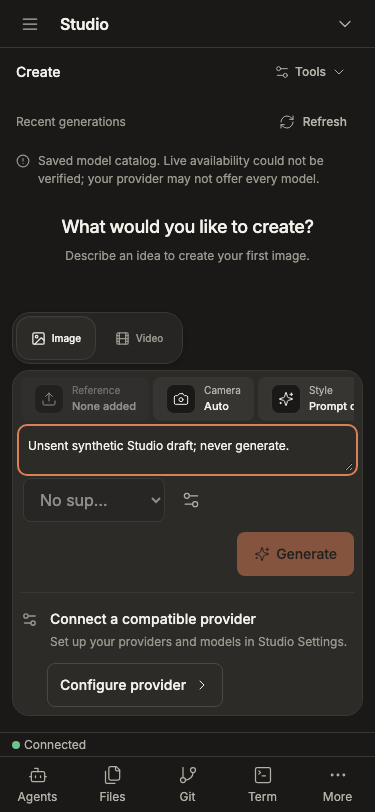 Studio
Create
Tools
Recent generations
Refresh
Saved model catalog. Live availability could not be
verified; your provider may not offer every model.
What would you like to create?
Describe an idea to create your first image.
Image
Video
Reference
None added
Camera
Auto
Style
Prompt
Unsent synthetic Studio draft; never generate.
No sup...
Generate
Connect a compatible provider
Set up your providers and models in Studio Settings.
Configure provider
Connected
Agents
Files
Git
Term
More